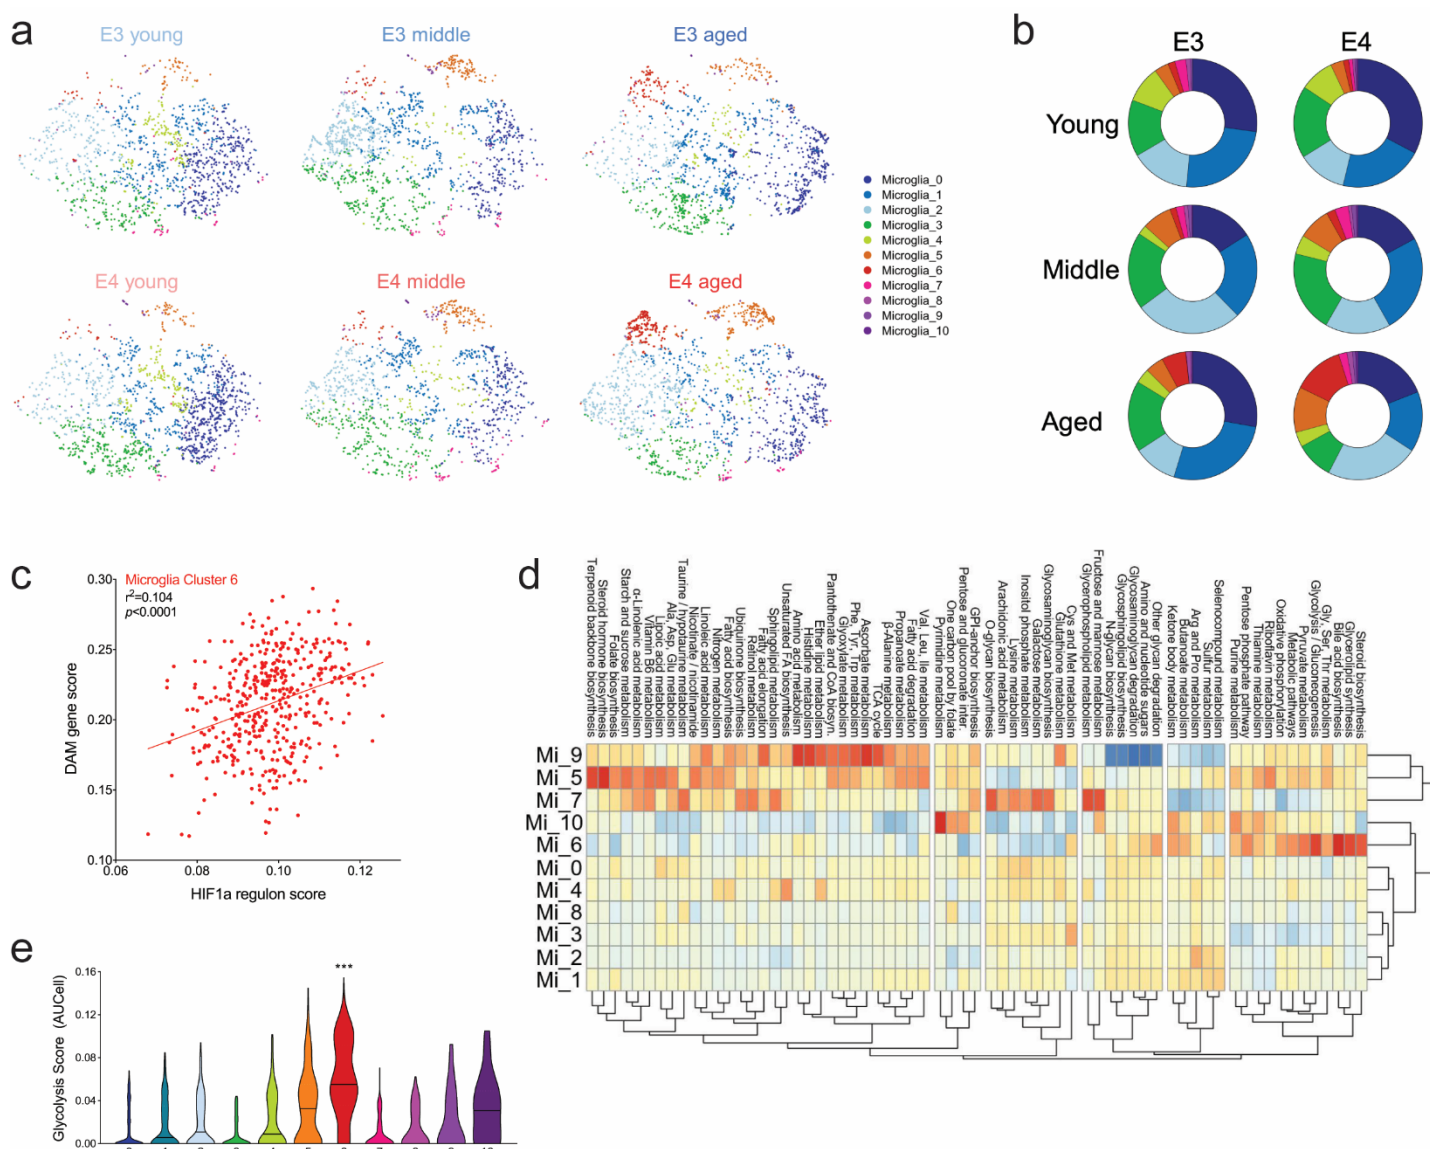 a
E3 young
E3 middle
E3 aged
E4 young
E4 middle
E4 aged
Microglia_0
Microglia_1
Microglia_2
Microglia_3
Microglia_4
Microglia_5
Microglia_6
Microglia_7
Microglia_8
Microglia_9
Microglia_10
b
E3
E4
Young
Middle
Aged
c
Microglia Cluster 6
r²=0.104
p<0.0001
DAM gene score
0.30
0.25
0.20
0.15
0.10
0.06
0.08
0.10
0.12
HIF1a regulon score
d
Terpenoid backbone biosynthesis
Steroid hormone biosynthesis
Folate biosynthesis
Starch and sucrose metabolism
α-Linolenic acid metabolism
Vitamin B6 metabolism
Lipoic acid metabolism
Ala, Asp, Glu metabolism
Taurine / hypotaurine metabolism
Nicotinate / nicotinamide
Linoleic acid metabolism
Nitrogen metabolism
Fatty acid biosynthesis
Ubiquinone biosynthesis
Retinol metabolism
Fatty acid elongation
Sphingolipid metabolism
Unsaturated FA biosynthesis
Amino acid metabolism
Histidine metabolism
Ether lipid metabolism
Pantothenate and CoA biosyn.
Glyoxylate metabolism
Phe, Tyr, Trp metabolism
Ascorbate metabolism
TCA cycle
β-Alanine metabolism
Propanoate metabolism
Fatty acid degradation
Val, Leu, Ile metabolism
Pyrimidine metabolism
One carbon pool by folate
Pentose and gluconorate inter.
GPI-anchor biosynthesis
O-glycan biosynthesis
Arachidonic acid metabolism
Lysine metabolism
Inositol phosphate metabolism
Galactose metabolism
Glycosaminoglycan biosynthesis
Glutathione metabolism
Cys and Met metabolism
Glycerophospholipid metabolism
Fructose and mannose metabolism
N-glycan biosynthesis
Glycosphingolipid biosynthesis
Glycosaminoglycan degradation
Amino and nucleotide sugars
Other glycan degradation
Ketone body metabolism
Butanoate metabolism
Arg and Pro metabolism
Sulfur metabolism
Selenocompound metabolism
Purine metabolism
Pentose phosphate pathway
Thiamine metabolism
Riboflavin metabolism
Oxidative phosphorylation
Metabolic pathways
Pyruvate metabolism
Glycolysis / Gluconeogenesis
Gly, Ser, Thr metabolism
Bile acid biosynthesis
Glycerolipid synthesis
Steroid biosynthesis
Mi_9
Mi_5
Mi_7
Mi_10
Mi_6
Mi_0
Mi_4
Mi_8
Mi_3
Mi_2
Mi_1
e
Glycolysis Score (AUCell)
0.16
0.12
0.08
0.04
0.00
***